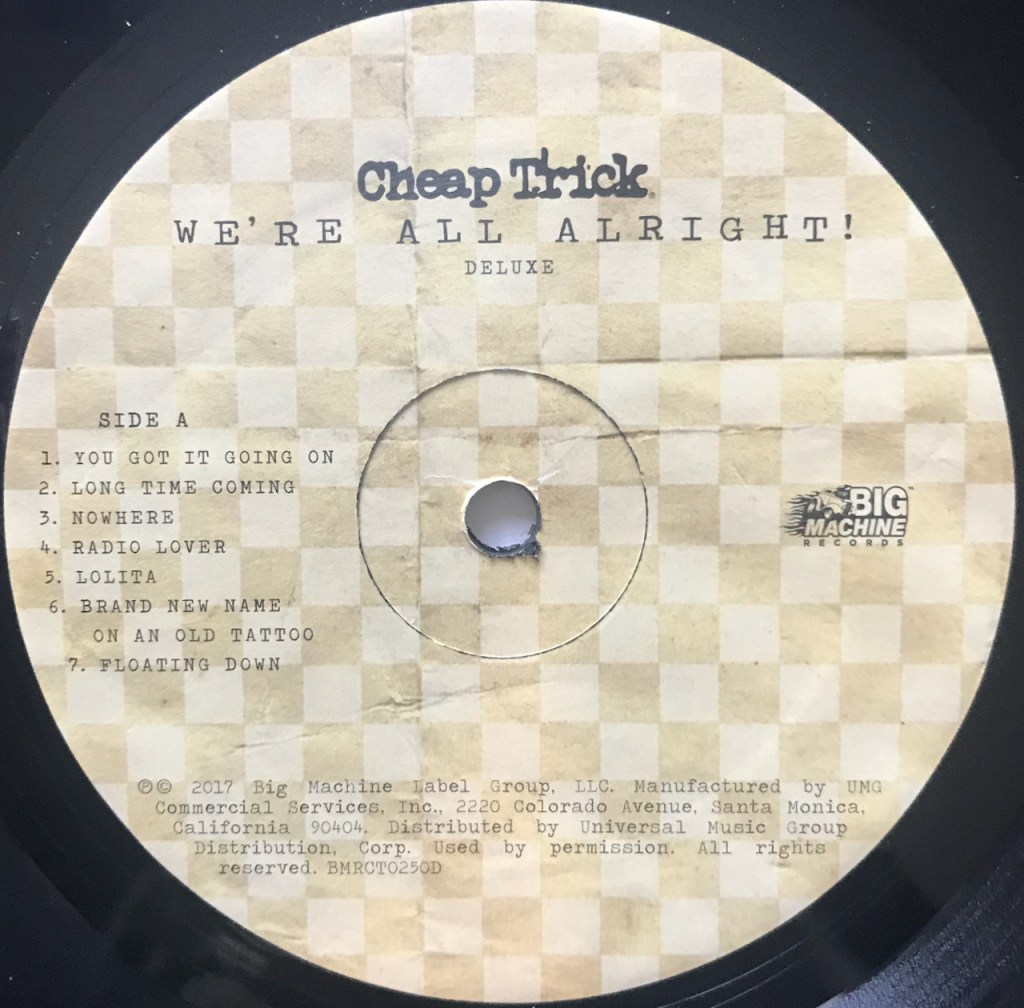 Cheap Trick®
WE'RE ALL ALRIGHT!
DELUXE
SIDE A
1. YOU GOT IT GOING ON
2. LONG TIME COMING
3. NOWHERE
4. RADIO LOVER
5. LOLITA
6. BRAND NEW NAME
ON AN OLD TATTOO
7. FLOATING DOWN
BIG™
MACHINE
RECORDS
℗© 2017 Big Machine Label Group, LLC. Manufactured by UMG
Commercial Services, Inc., 2220 Colorado Avenue, Santa Monica,
California 90404. Distributed by Universal Music Group
Distribution, Corp. Used by permission. All rights
reserved. BMRCT0250D